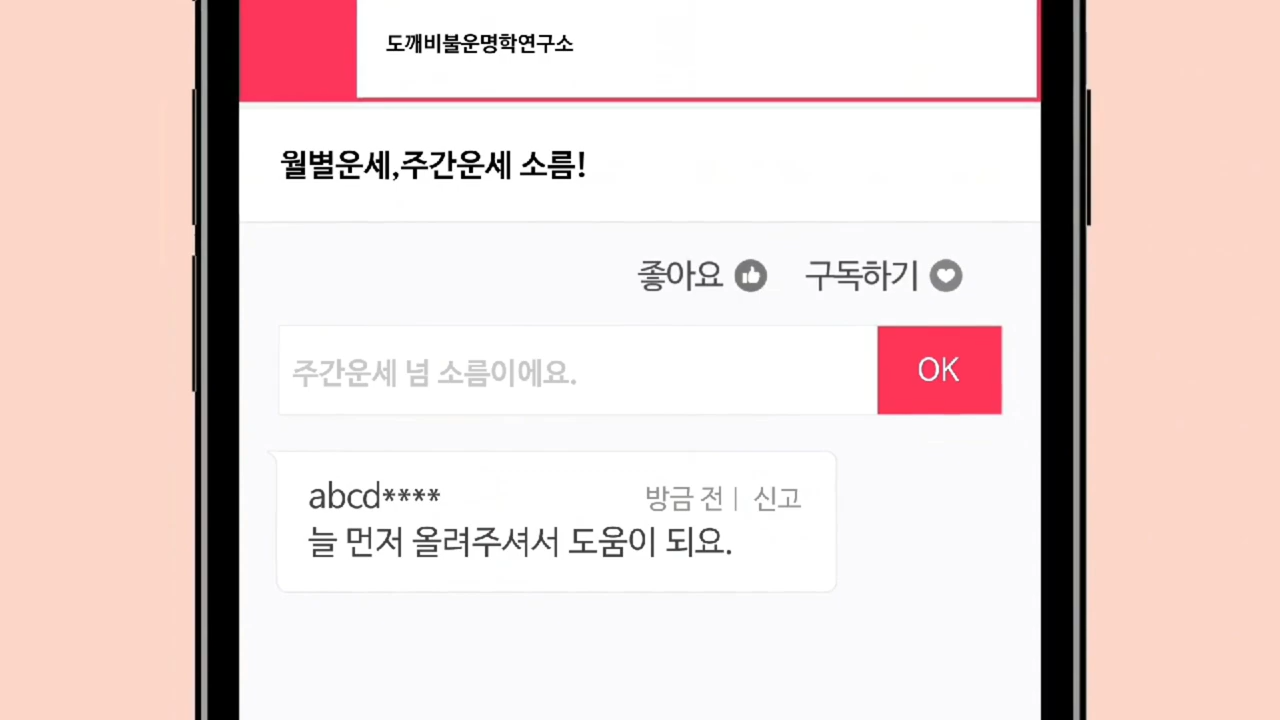 도깨비불운명학연구소
월별운세,주간운세 소름!
좋아요 구독하기
주간운세 넘 소름이에요.
OK
abcd**** 방금 전 | 신고
늘 먼저 올려주셔서 도움이 되요.